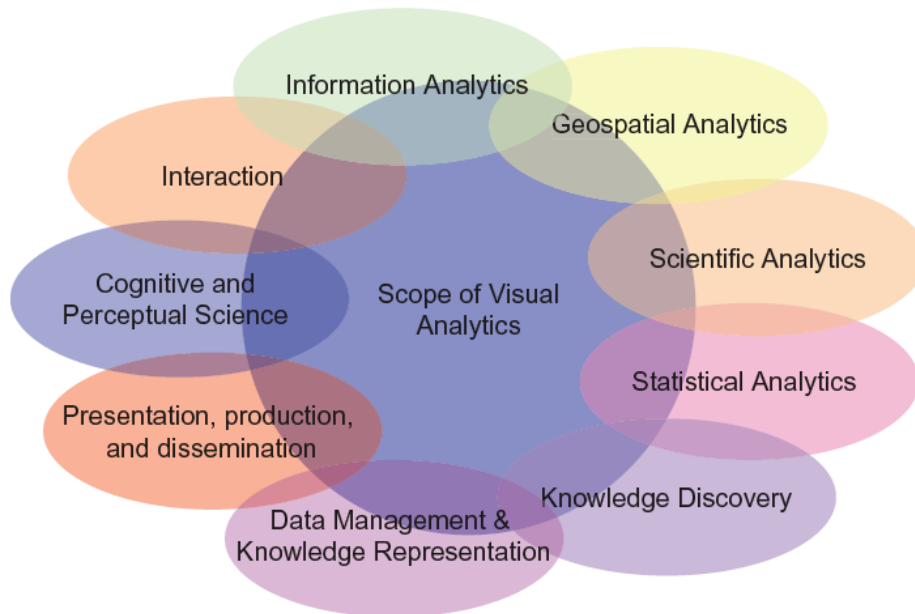 Information Analytics
Geospatial Analytics
Interaction
Scientific Analytics
Cognitive and
Perceptual Science
Scope of Visual
Analytics
Statistical Analytics
Presentation, production,
and dissemination
Knowledge Discovery
Data Management &
Knowledge Representation